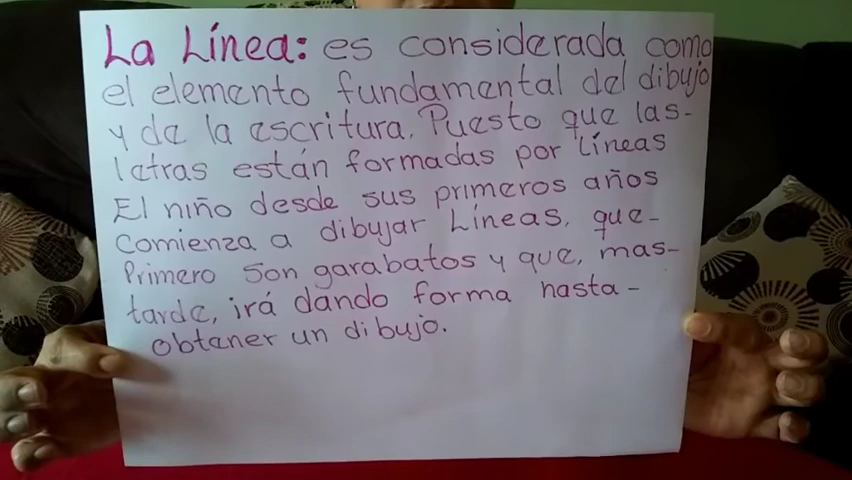 La Línea: es considerada como
el elemento fundamental del dibujo
y de la escritura. Puesto que las-
letras están formadas por Líneas
El niño desde sus primeros años
comienza a dibujar Líneas, que-
Primero son garabatos y que, mas-
tarde, irá dando forma hasta-
obtener un dibujo.